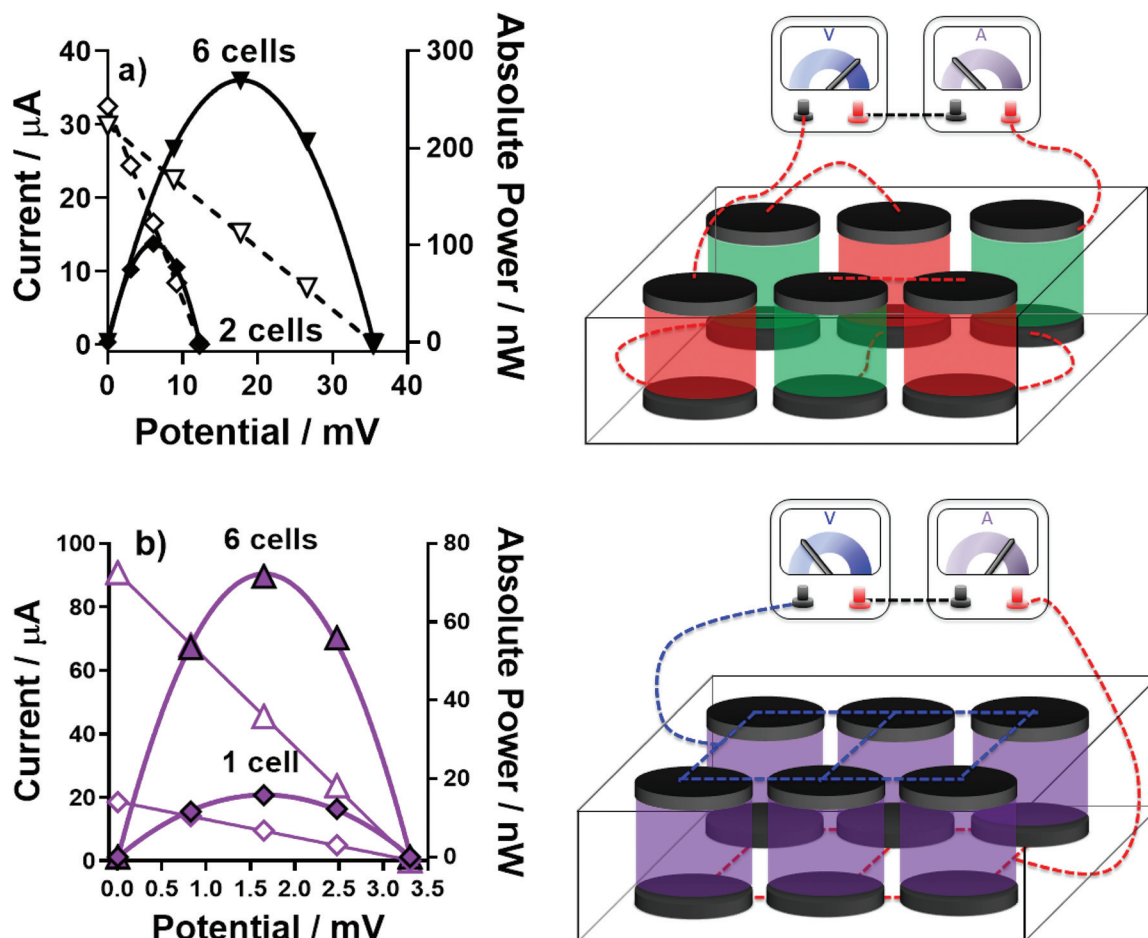 a)
6 cells
2 cells
40
30
20
10
0
Current / μA
300
200
100
0
Absolute Power / nW
0 10 20 30 40
Potential / mV
V
A
b)
6 cells
1 cell
100
80
60
40
20
0
Current / μA
80
60
40
20
0
Absolute Power / nW
0.0 0.5 1.0 1.5 2.0 2.5 3.0 3.5
Potential / mV
V
A